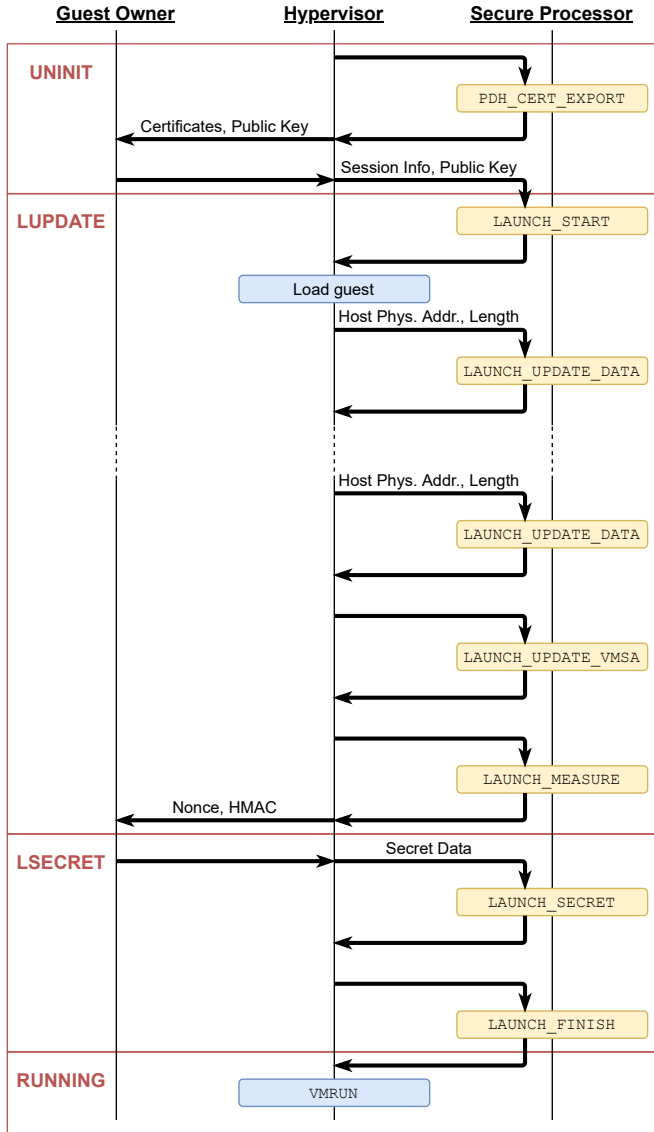 Guest Owner
Hypervisor
Secure Processor
UNINIT
PDH_CERT_EXPORT
Certificates, Public Key
Session Info, Public Key
LUPDATE
LAUNCH_START
Load guest
Host Phys. Addr., Length
LAUNCH_UPDATE_DATA
Host Phys. Addr., Length
LAUNCH_UPDATE_DATA
LAUNCH_UPDATE_VMSA
LAUNCH_MEASURE
Nonce, HMAC
LSECRET
Secret Data
LAUNCH_SECRET
LAUNCH_FINISH
RUNNING
VMRUN